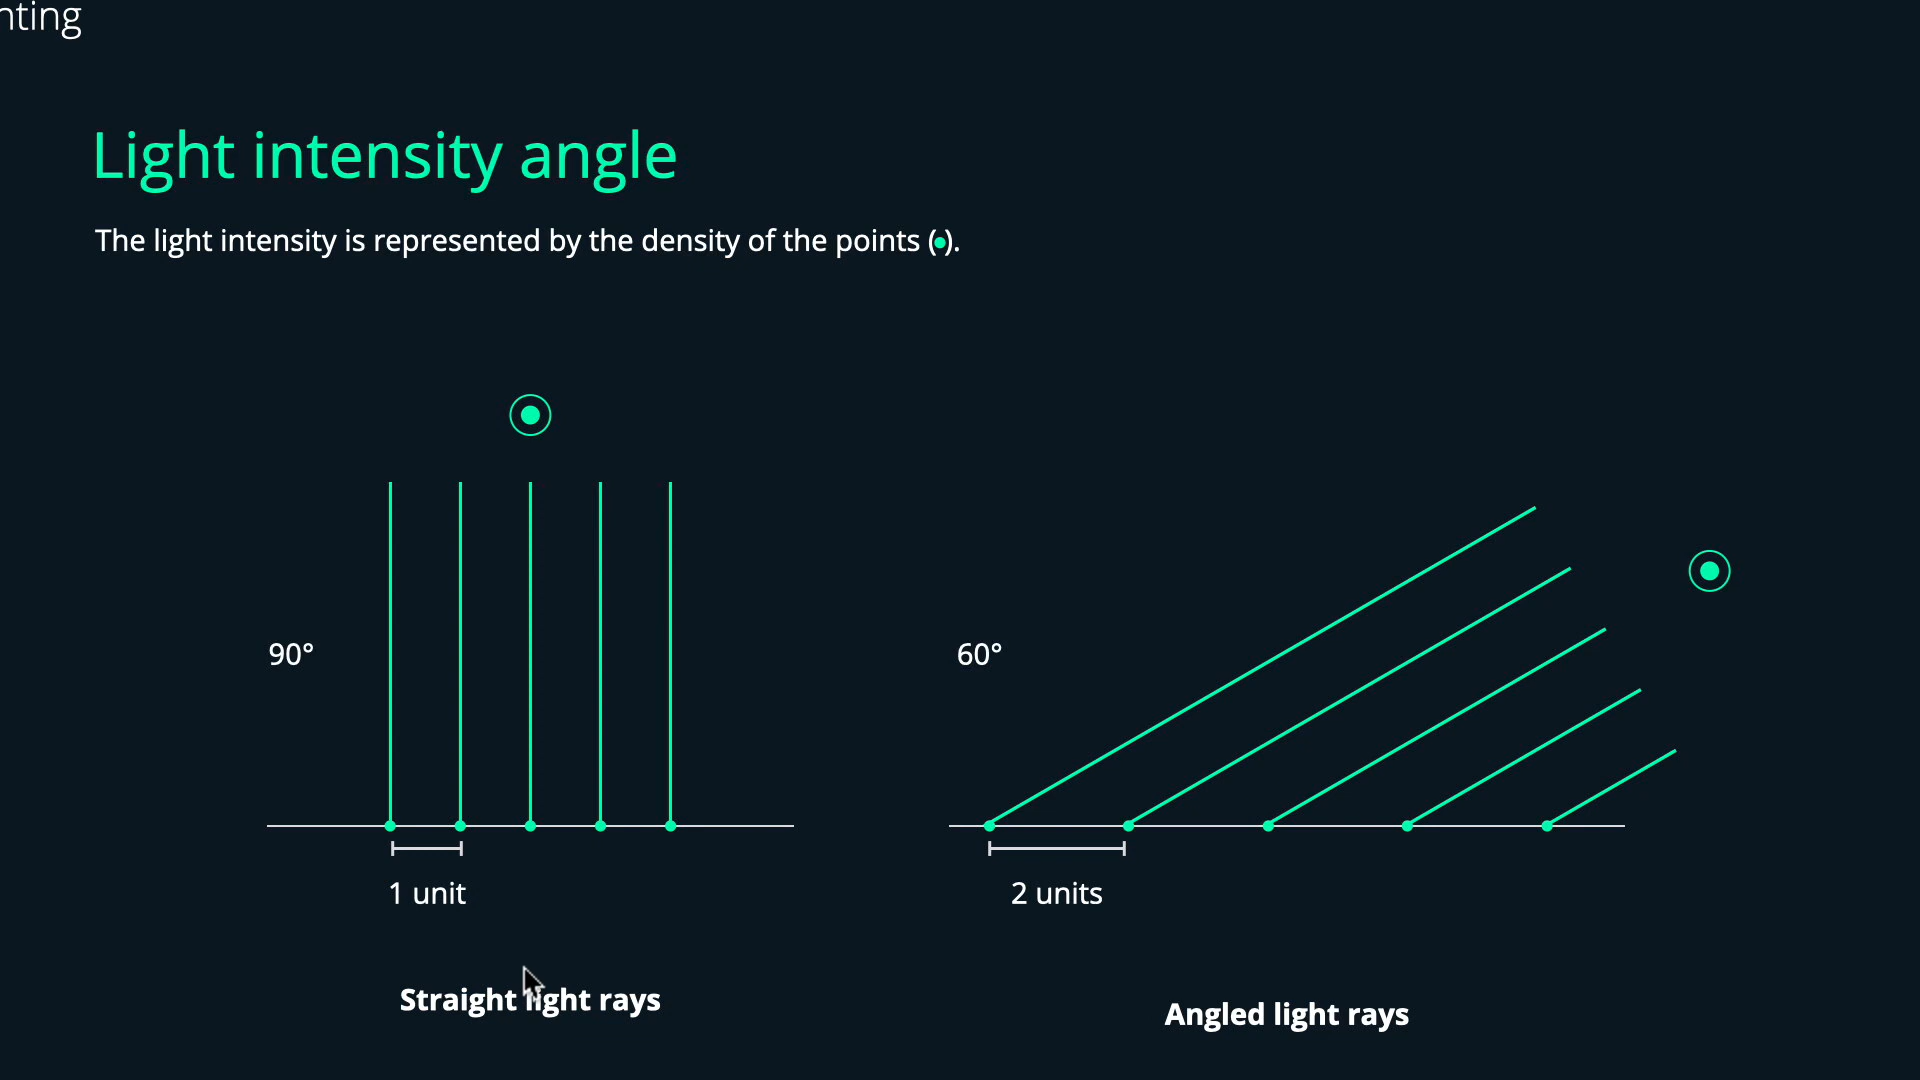 nting
Light intensity angle
The light intensity is represented by the density of the points (•).
90°
60°
1 unit
2 units
Straight light rays
Angled light rays